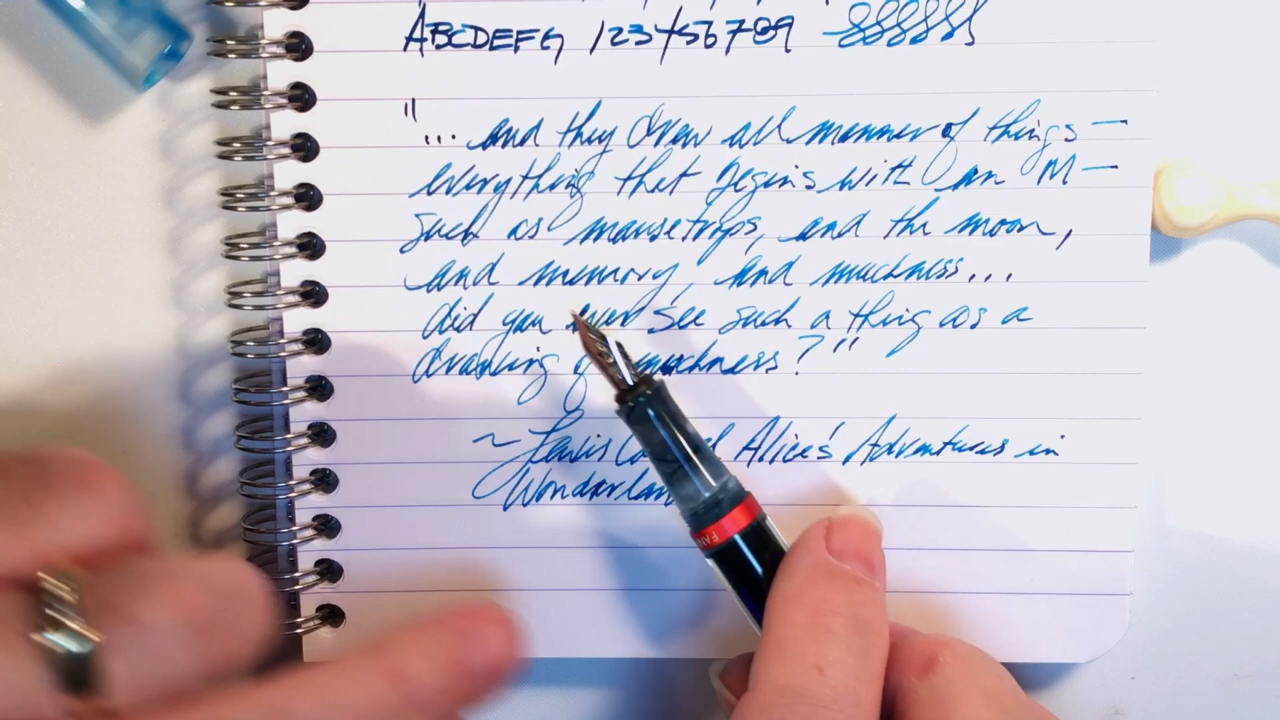 ABCDEFG 123456789
"... and they drew all manner of things —
everything that begins with an M —
such as mousetraps, and the moon,
and memory, and muchness...
did you ever see such a thing as a
drawing of muchness?"
~ Lewis Alice's Adventures in
Wonderland